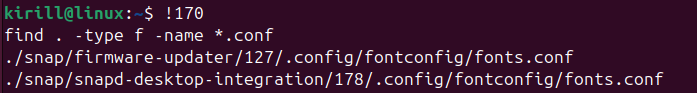 kirill@linux:~$ !170
find . -type f -name *.conf
./snap/firmware-updater/127/.config/fontconfig/fonts.conf
./snap/snapd-desktop-integration/178/.config/fontconfig/fonts.conf